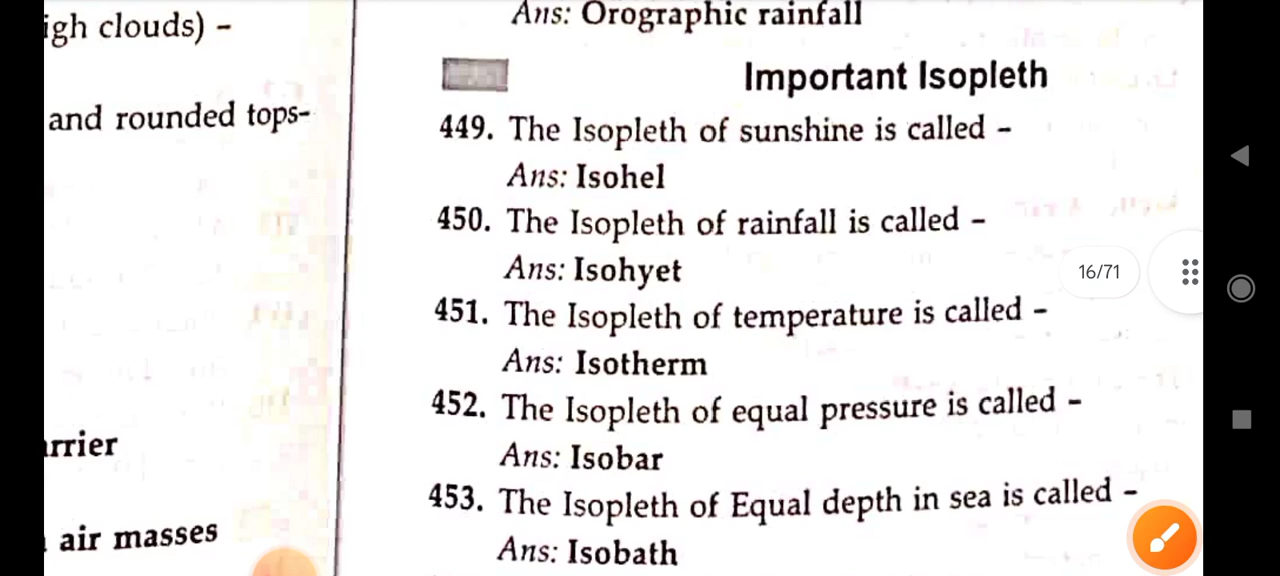 igh clouds) -
and rounded tops-
rrier
air masses
Ans: Orographic rainfall
Important Isopleth
449. The Isopleth of sunshine is called -
Ans: Isohel
450. The Isopleth of rainfall is called -
Ans: Isohyet
451. The Isopleth of temperature is called -
Ans: Isotherm
452. The Isopleth of equal pressure is called -
Ans: Isobar
453. The Isopleth of Equal depth in sea is called -
Ans: Isobath
16/71